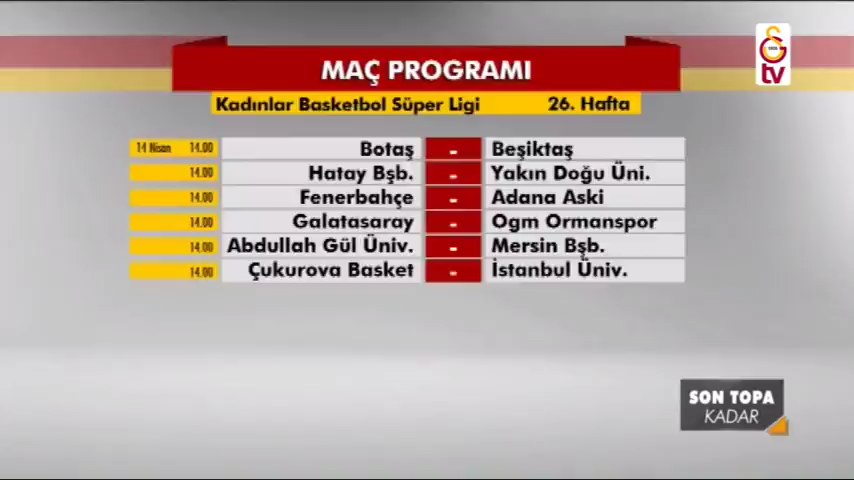 MAÇ PROGRAMI
tv
Kadınlar Basketbol Süper Ligi 26. Hafta
14 Nisan 14.00 Botaş - Beşiktaş
14.00 Hatay Bşb. - Yakın Doğu Üni.
14.00 Fenerbahçe - Adana Aski
14.00 Galatasaray - Ogm Ormanspor
14.00 Abdullah Gül Üniv. - Mersin Bşb.
14.00 Çukurova Basket - İstanbul Üniv.
SON TOPA
KADAR